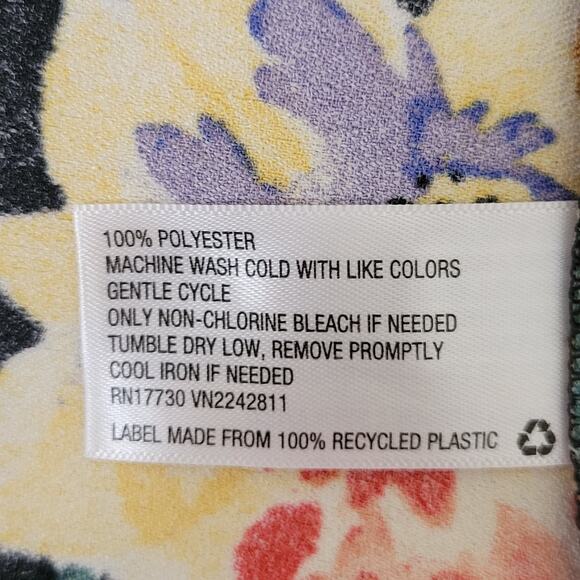 100% POLYESTER
MACHINE WASH COLD WITH LIKE COLORS
GENTLE CYCLE
ONLY NON-CHLORINE BLEACH IF NEEDED
TUMBLE DRY LOW, REMOVE PROMPTLY
COOL IRON IF NEEDED
RN17730 VN2242811
LABEL MADE FROM 100% RECYCLED PLASTIC